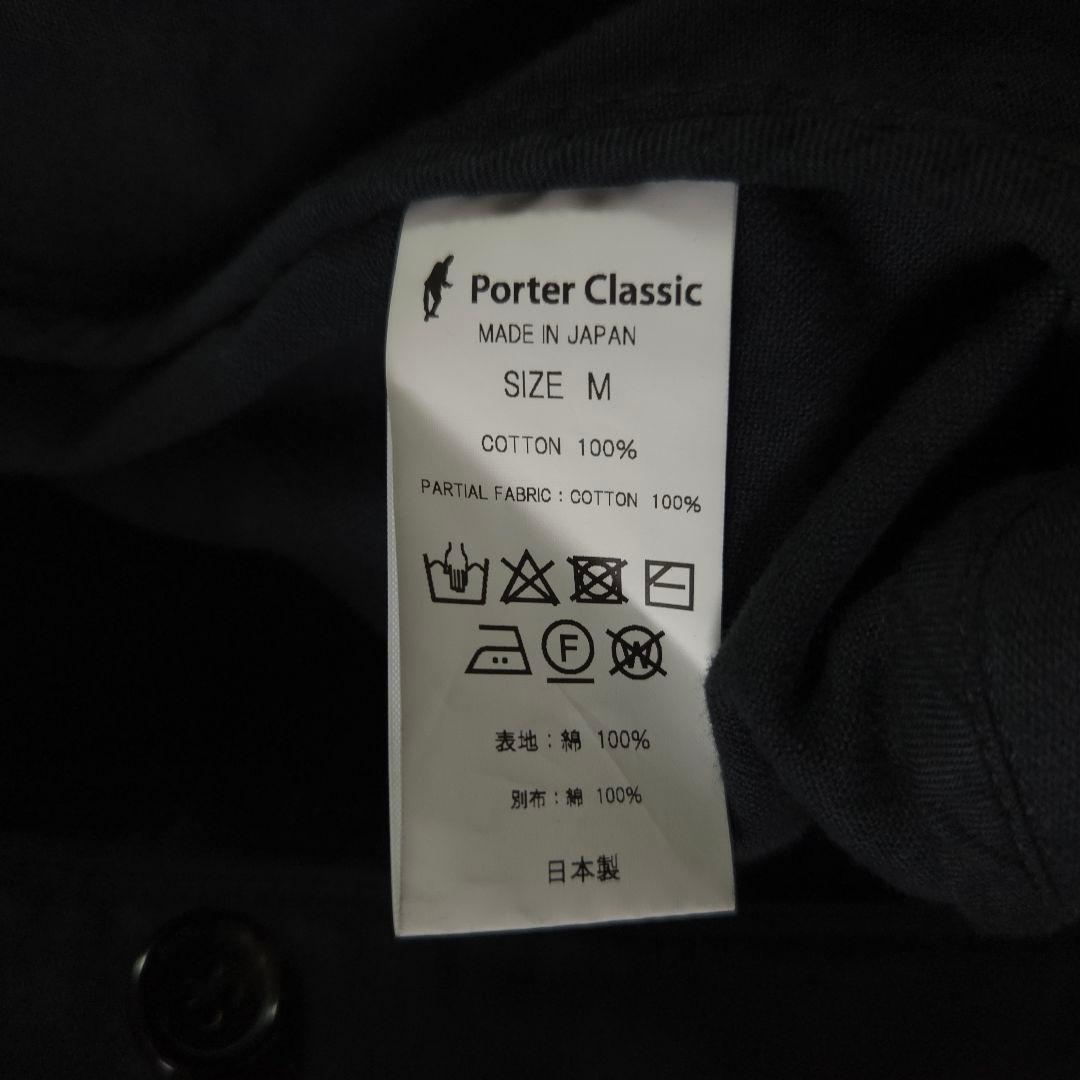 Porter Classic
MADE IN JAPAN
SIZE M
COTTON 100%
PARTIAL FABRIC : COTTON 100%
F W
表地 : 綿 100%
別布 : 綿 100%
日本製